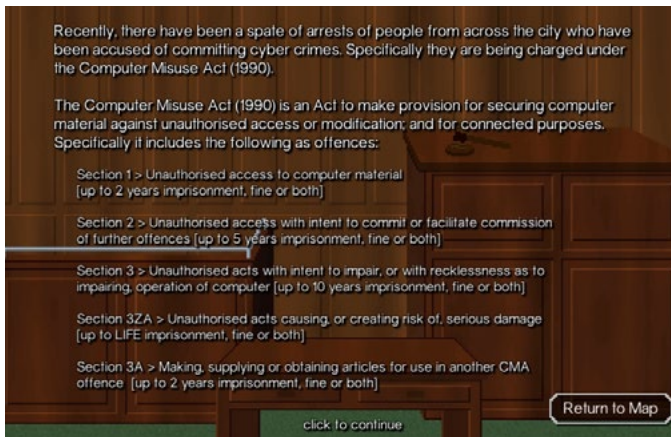 Recently, there have been a spate of arrests of people from across the city who have
been accused of committing cyber crimes. Specifically they are being charged under
the Computer Misuse Act (1990).
The Computer Misuse Act (1990) is an Act to make provision for securing computer
material against unauthorised access or modification; and for connected purposes.
Specifically it includes the following as offences:
Section 1 > Unauthorised access to computer material
[up to 2 years imprisonment, fine or both]
Section 2 > Unauthorised access with intent to commit or facilitate commission
of further offences [up to 5 years imprisonment, fine or both]
Section 3 > Unauthorised acts with intent to impair, or with recklessness as to
impairing, operation of computer [up to 10 years imprisonment, fine or both]
Section 3ZA > Unauthorised acts causing, or creating risk of, serious damage
[up to LIFE imprisonment, fine or both]
Section 3A > Making, supplying or obtaining articles for use in another CMA
offence [up to 2 years imprisonment, fine or both]
Return to Map
click to continue